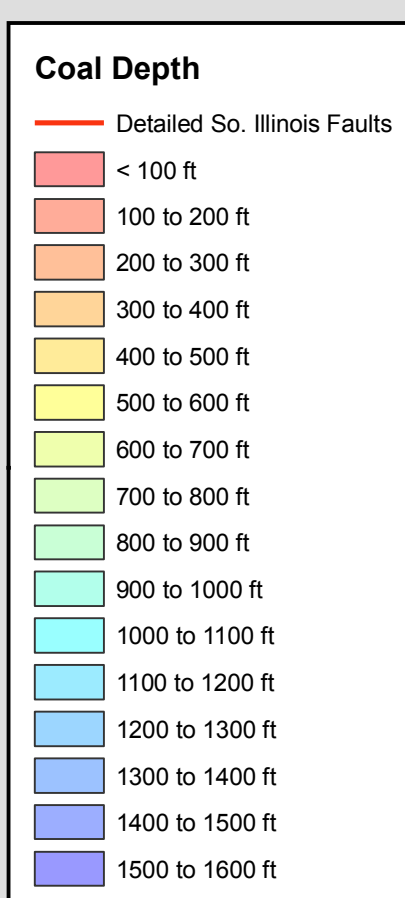 Coal Depth
Detailed So. Illinois Faults
< 100 ft
100 to 200 ft
200 to 300 ft
300 to 400 ft
400 to 500 ft
500 to 600 ft
600 to 700 ft
700 to 800 ft
800 to 900 ft
900 to 1000 ft
1000 to 1100 ft
1100 to 1200 ft
1200 to 1300 ft
1300 to 1400 ft
1400 to 1500 ft
1500 to 1600 ft